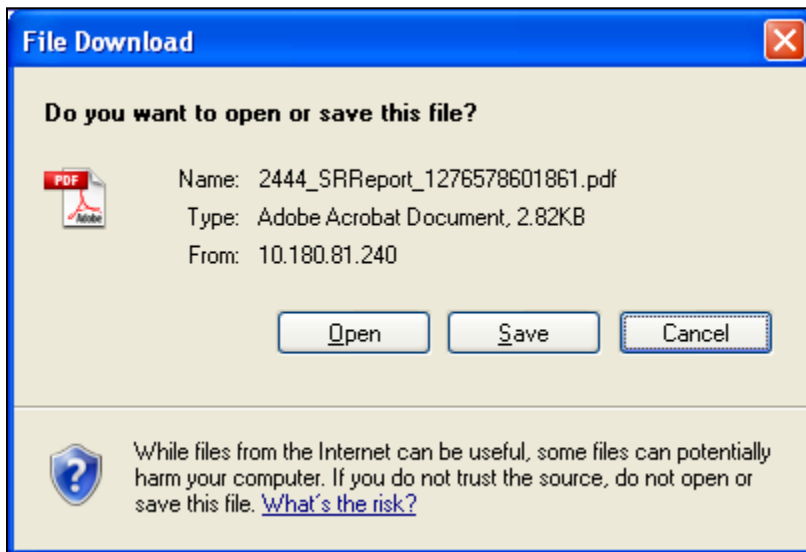 File Download
Do you want to open or save this file?
PDF
Adobe
Name: 2444_SRReport_1276578601861.pdf
Type: Adobe Acrobat Document, 2.82KB
From: 10.180.81.240
Open Save Cancel
While files from the Internet can be useful, some files can potentially
harm your computer. If you do not trust the source, do not open or
save this file. What's the risk?